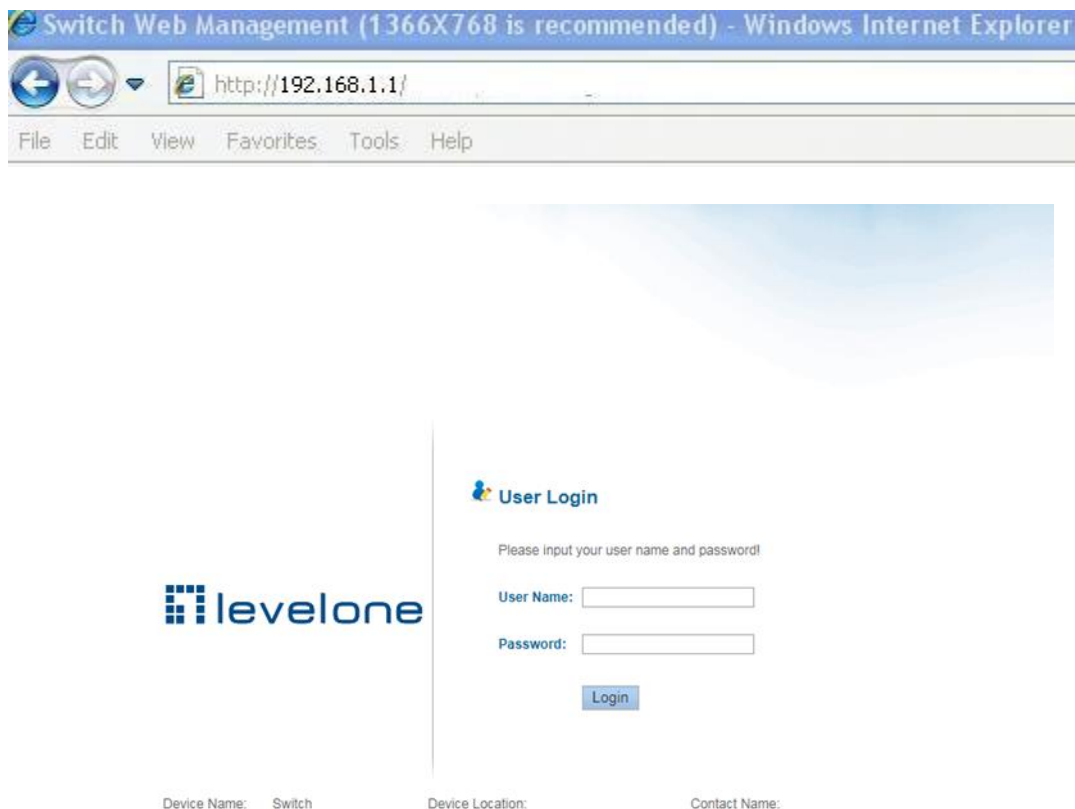 Switch Web Management (1366X768 is recommended) - Windows Internet Explorer
http://192.168.1.1/
File Edit View Favorites Tools Help
User Login
Please input your user name and password!
levelone
User Name:
Password:
Login
Device Name: Switch Device Location: Contact Name: